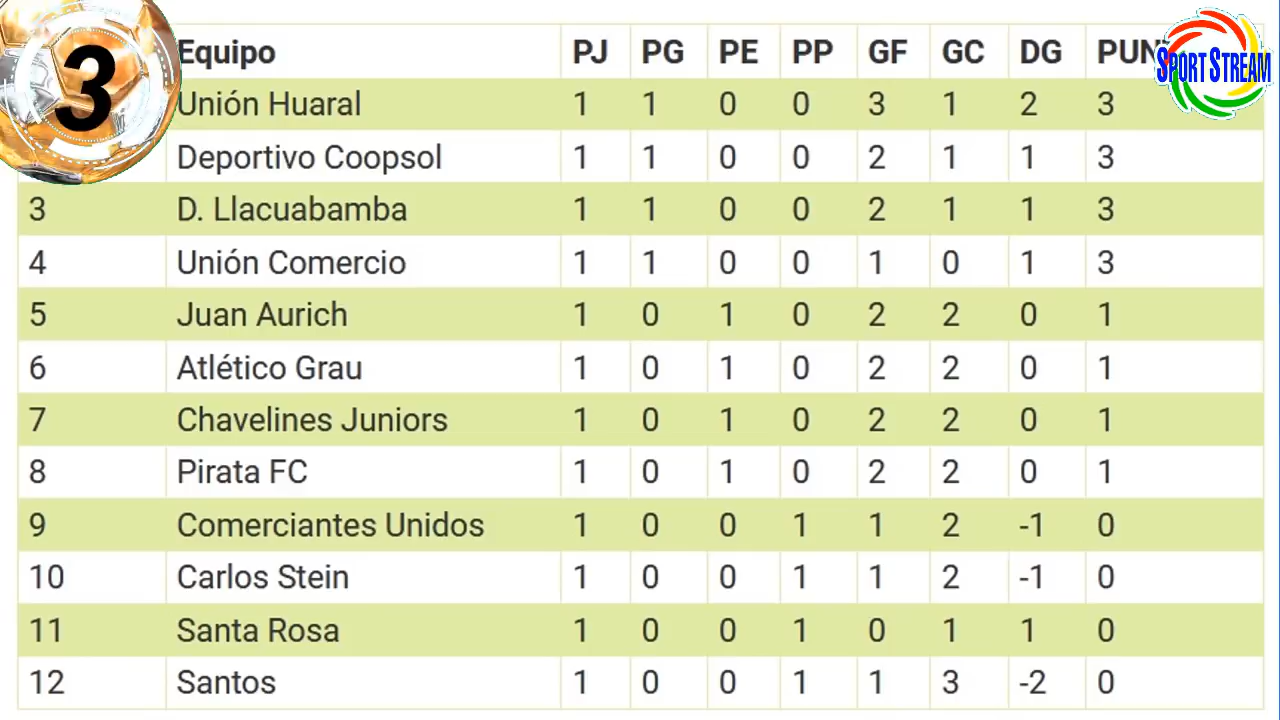 3
SPORT STREAM
Equipo PJ PG PE PP GF GC DG
Unión Huaral 1 1 0 0 3 1 2 3
Deportivo Coopsol 1 1 0 0 2 1 1 3
3 D. Llacuabamba 1 1 0 0 2 1 1 3
4 Unión Comercio 1 1 0 0 1 0 1 3
5 Juan Aurich 1 0 1 0 2 2 0 1
6 Atlético Grau 1 0 1 0 2 2 0 1
7 Chavelines Juniors 1 0 1 0 2 2 0 1
8 Pirata FC 1 0 1 0 2 2 0 1
9 Comerciantes Unidos 1 0 0 1 1 2 -1 0
10 Carlos Stein 1 0 0 1 1 2 -1 0
11 Santa Rosa 1 0 0 1 0 1 1 0
12 Santos 1 0 0 1 1 3 -2 0